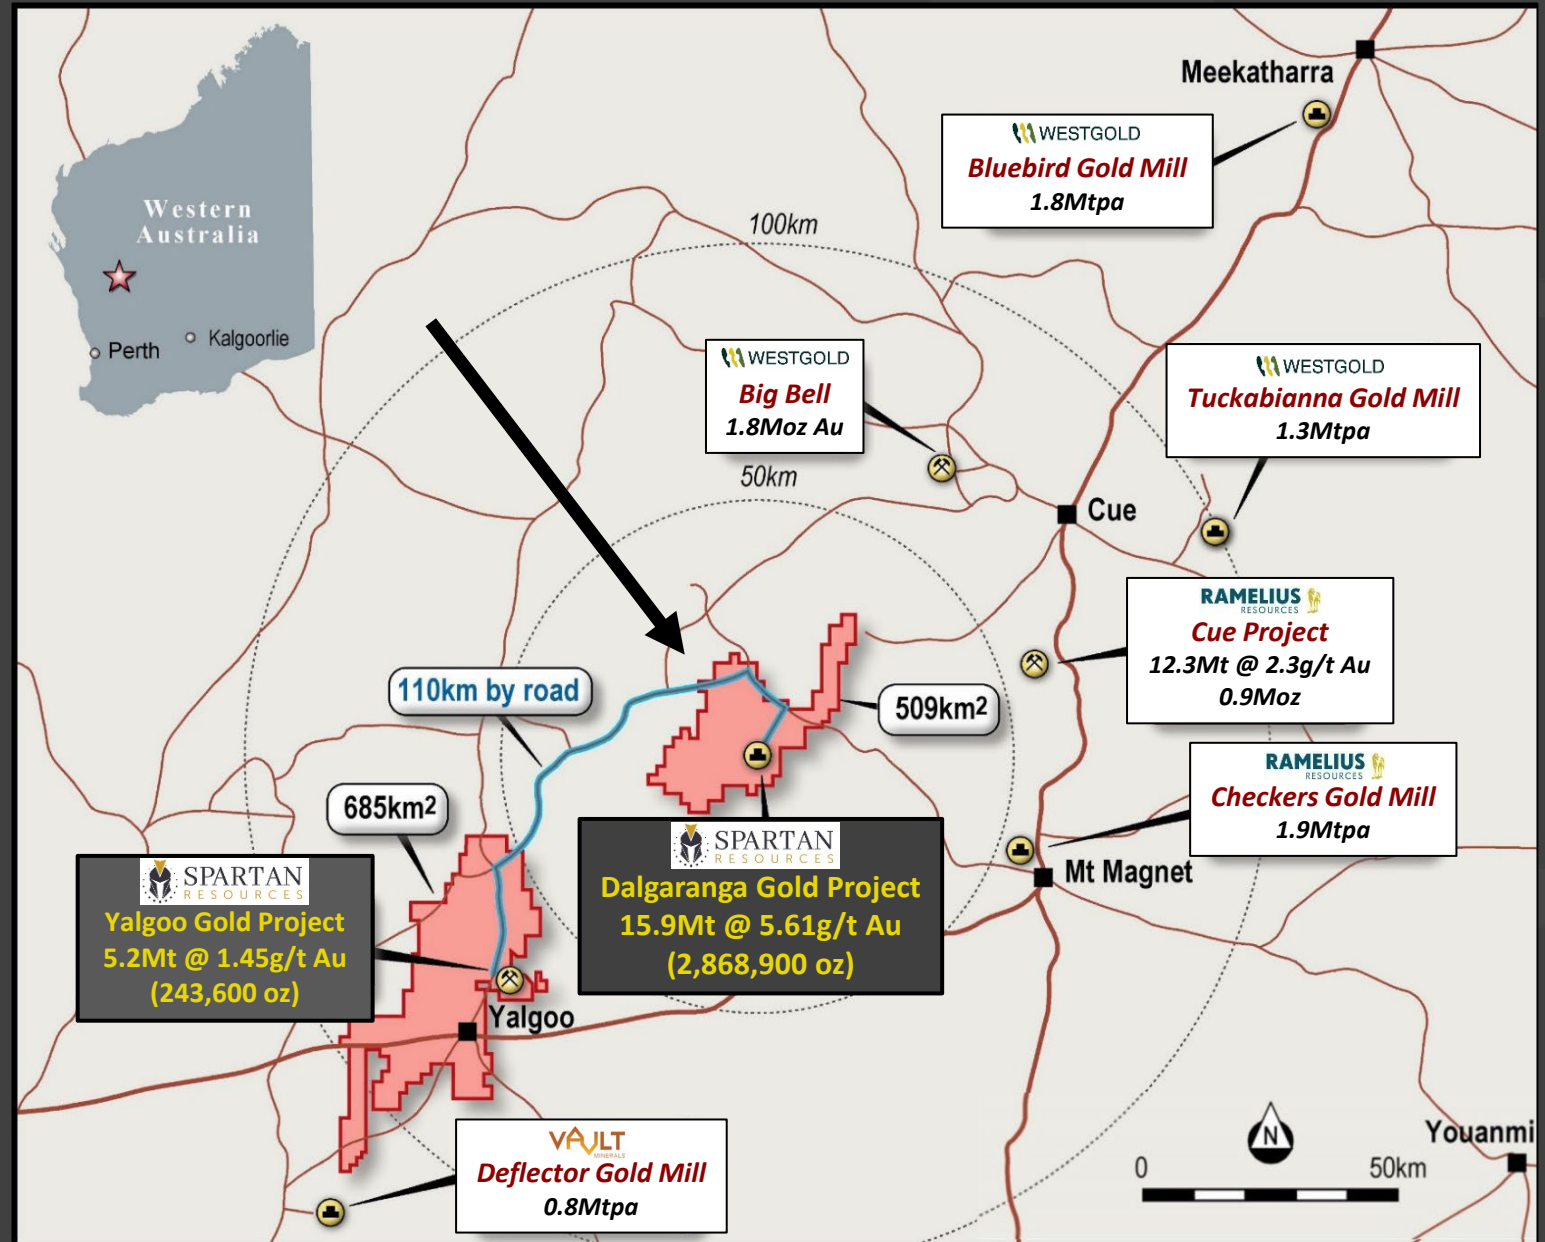 Meekatharra
WESTGOLD
Bluebird Gold Mill
1.8Mtpa
Western
Australia
Perth
Kalgoorlie
100km
WESTGOLD
Big Bell
1.8Moz Au
WESTGOLD
Tuckabianna Gold Mill
1.3Mtpa
50km
Cue
RAMELIUS
RESOURCES
Cue Project
12.3Mt @ 2.3g/t Au
0.9Moz
110km by road
509km2
RAMELIUS
RESOURCES
Checkers Gold Mill
1.9Mtpa
685km2
SPARTAN
RESOURCES
Dalgaranga Gold Project
15.9Mt @ 5.61g/t Au
(2,868,900 oz)
Mt Magnet
SPARTAN
RESOURCES
Yalgoo Gold Project
5.2Mt @ 1.45g/t Au
(243,600 oz)
Yalgoo
VAULT
MINERALS
Deflector Gold Mill
0.8Mtpa
N
Youanmi
0
50km